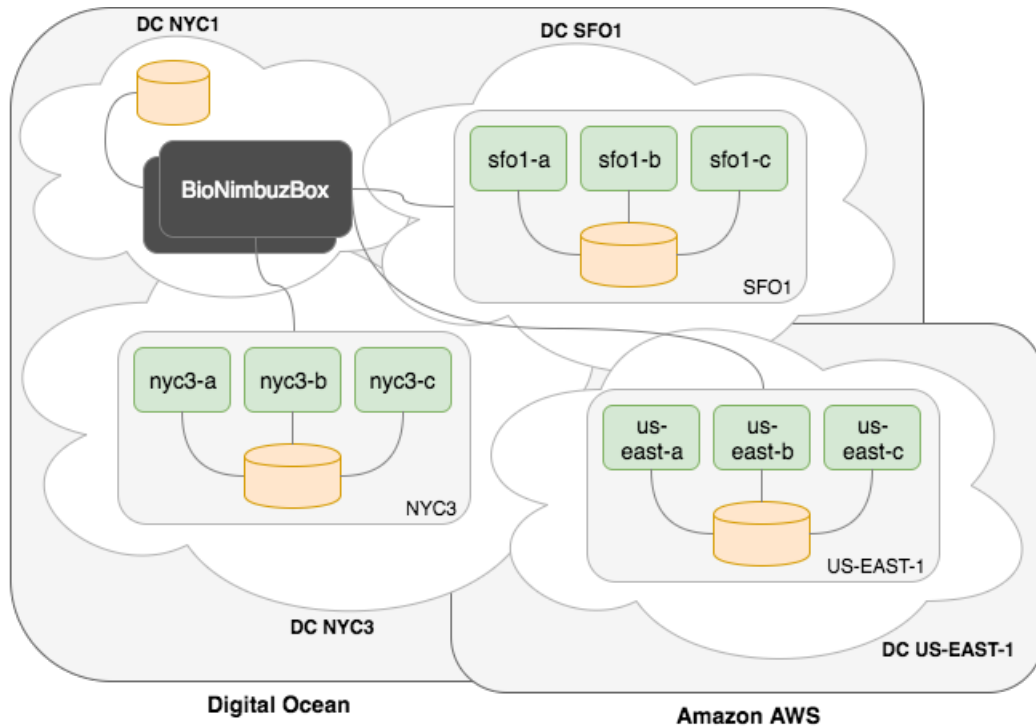 DC NYC1
DC SFO1
BioNimbuzBox
sfo1-a
sfo1-b
sfo1-c
SFO1
nyc3-a
nyc3-b
nyc3-c
NYC3
us-
east-a
us-
east-b
us-
east-c
US-EAST-1
DC NYC3
DC US-EAST-1
Digital Ocean
Amazon AWS